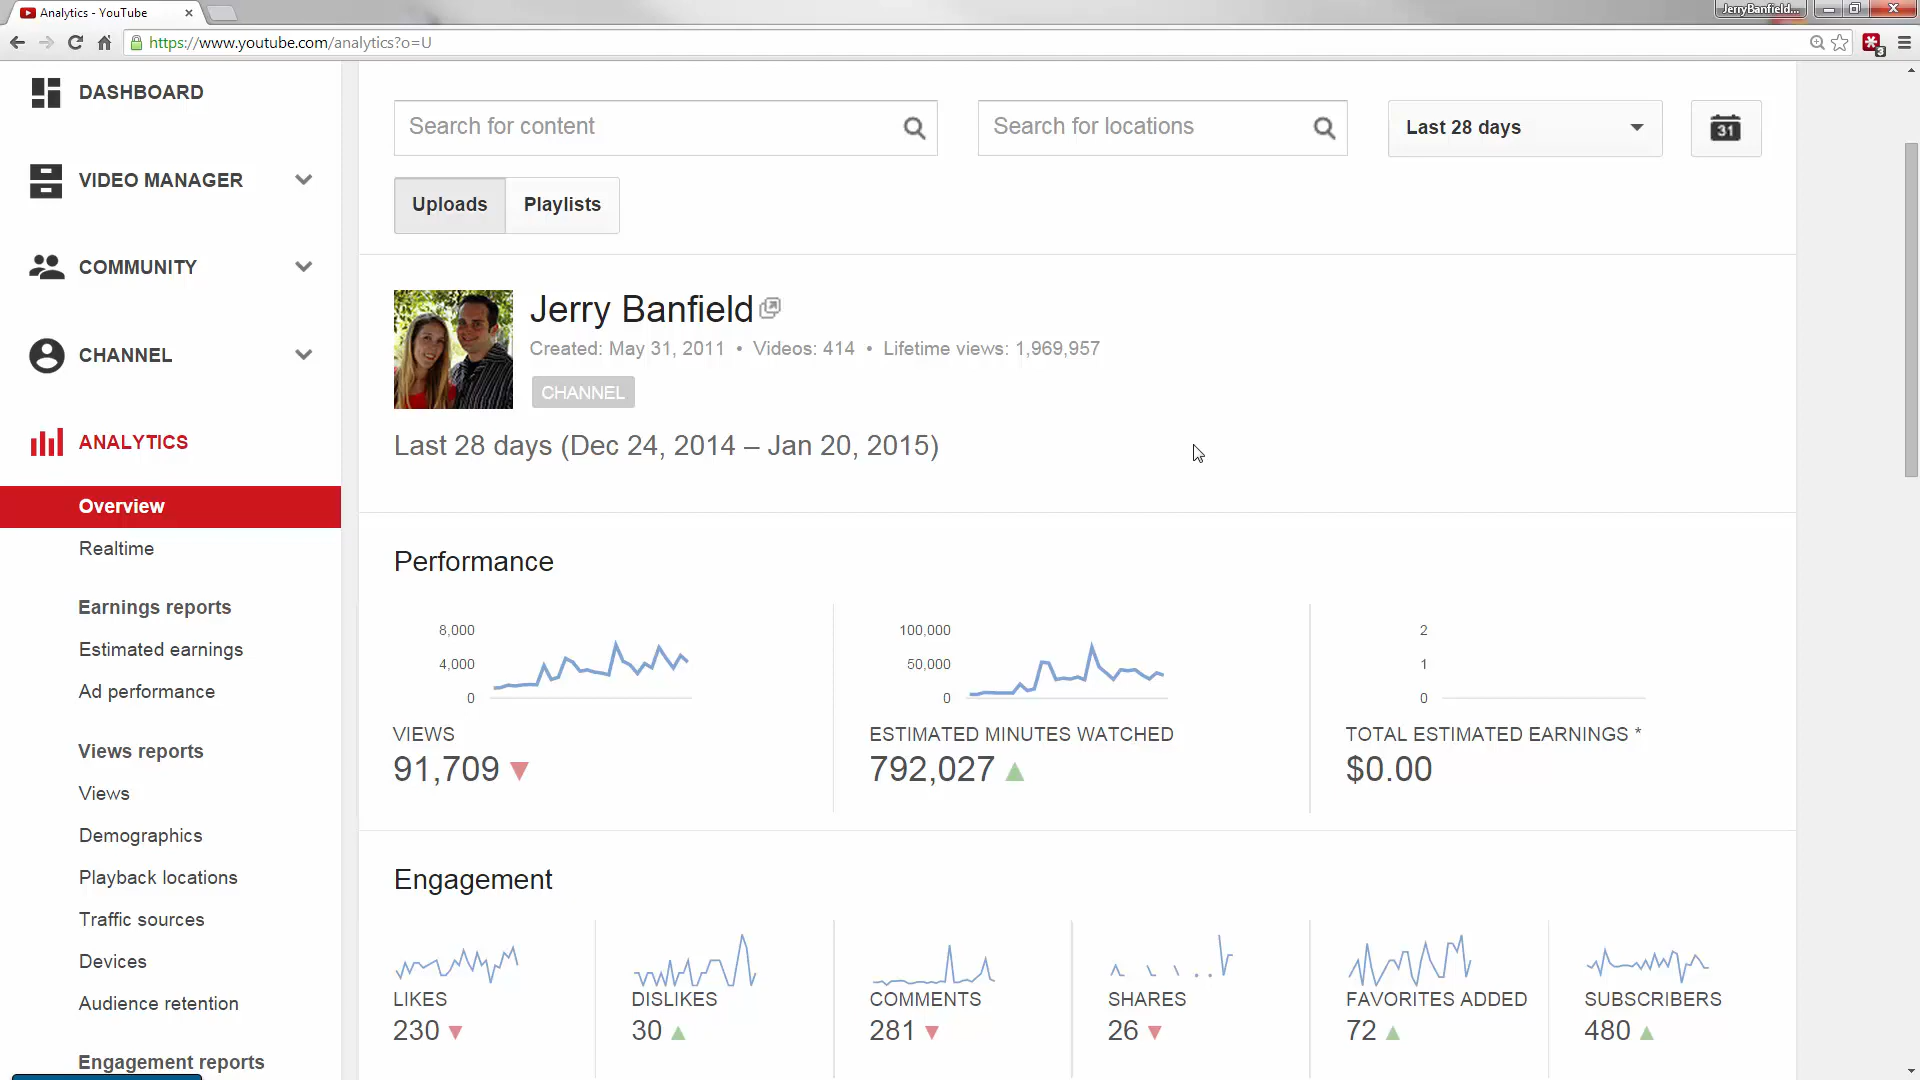 Analytics - YouTube
JerryBanfield...
https://www.youtube.com/analytics?o=U
3
DASHBOARD
VIDEO MANAGER
COMMUNITY
CHANNEL
ANALYTICS
Overview
Realtime
Earnings reports
Estimated earnings
Ad performance
Views reports
Views
Demographics
Playback locations
Traffic sources
Devices
Audience retention
Engagement reports
Search for content
Search for locations
Last 28 days
31
Uploads
Playlists
Jerry Banfield
Created: May 31, 2011 • Videos: 414 • Lifetime views: 1,969,957
CHANNEL
Last 28 days (Dec 24, 2014 – Jan 20, 2015)
Performance
8,000
4,000
0
VIEWS
91,709
100,000
50,000
0
ESTIMATED MINUTES WATCHED
792,027
2
1
0
TOTAL ESTIMATED EARNINGS *
$0.00
Engagement
LIKES
230
DISLIKES
30
COMMENTS
281
SHARES
26
FAVORITES ADDED
72
SUBSCRIBERS
480